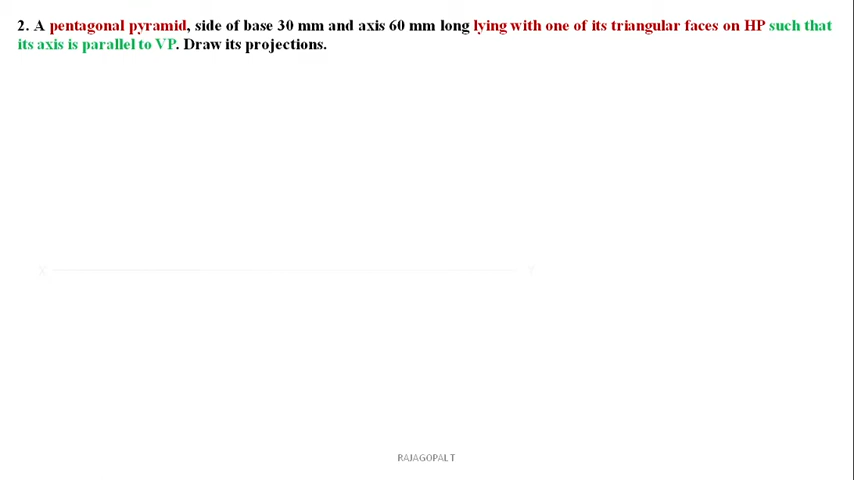 2. A pentagonal pyramid, side of base 30 mm and axis 60 mm long lying with one of its triangular faces on HP such that
its axis is parallel to VP. Draw its projections.
X Y
RAJAGOPAL T